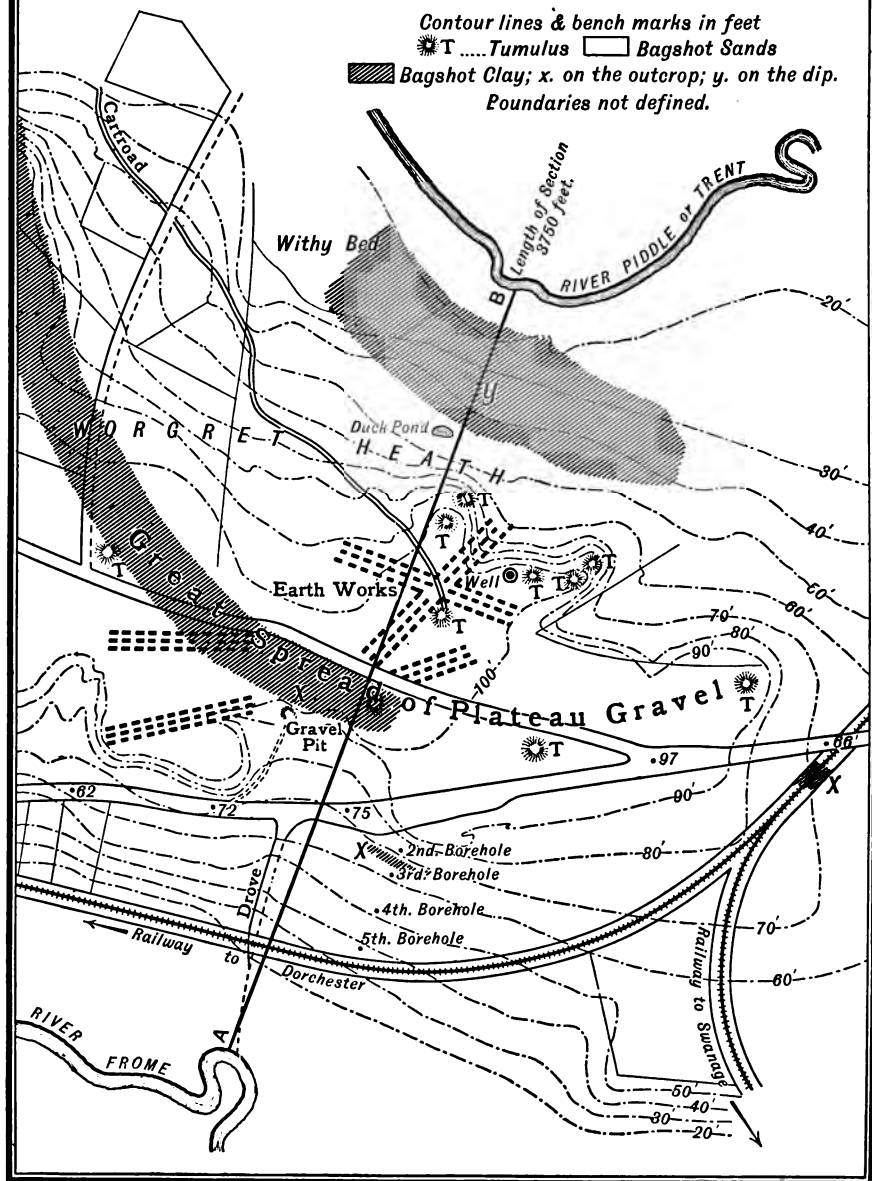 Contour lines & bench marks in feet
T ..... Tumulus Bagshot Sands
Bagshot Clay; x. on the outcrop; y. on the dip.
Poundaries not defined.
Cartroad
Length of Section
3750 feet.
RIVER PIDDLE or TRENT
Withy Bed
B
20'
y
WORGRET
Duck Pond
HEATH
30'
T
40'
T
Great Spread of Plateau Gravel
T
Earth Works
Well
T
T
60'
60'
T
70'
80'
90'
100
X
T
Gravel
Pit
T
97
66'
X
62
72
75
90'
X
2nd. Borehole
80'
3rd. Borehole
Drove
4th. Borehole
70'
5th. Borehole
Railway to Dorchester
60'
Railway to Swanage
A
RIVER FROME
50'
40'
30'
20'